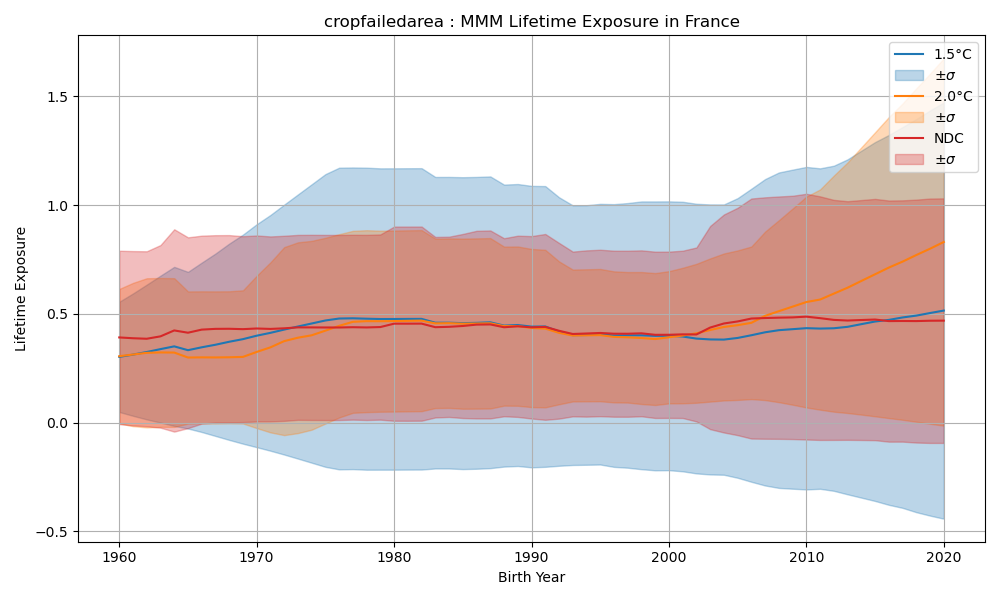 cropfailedarea : MMM Lifetime Exposure in France
Lifetime Exposure
1.5
1.0
0.5
0.0
−0.5
1960 1970 1980 1990 2000 2010 2020
Birth Year
1.5°C
±σ
2.0°C
±σ
NDC
±σ